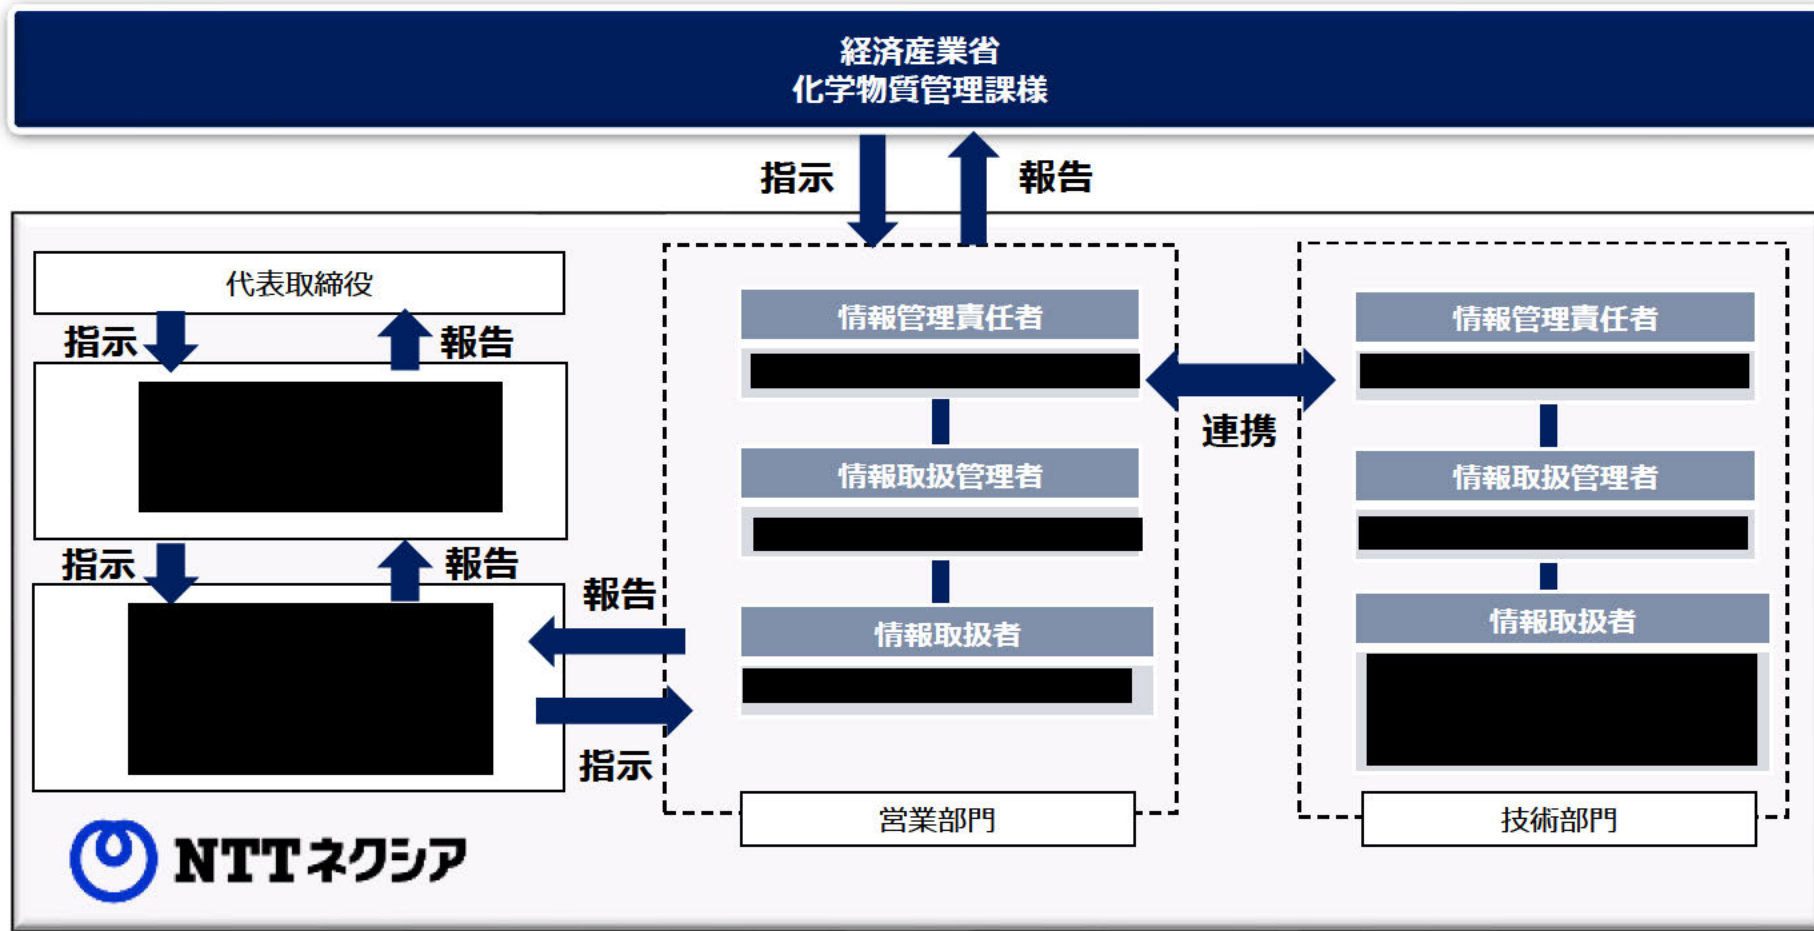 経済産業省
化学物質管理課様
指示
報告
代表取締役
指示
報告
指示
報告
報告
指示
情報管理責任者
情報取扱管理者
情報取扱者
営業部門
連携
情報管理責任者
情報取扱管理者
情報取扱者
技術部門
NTTネクシア